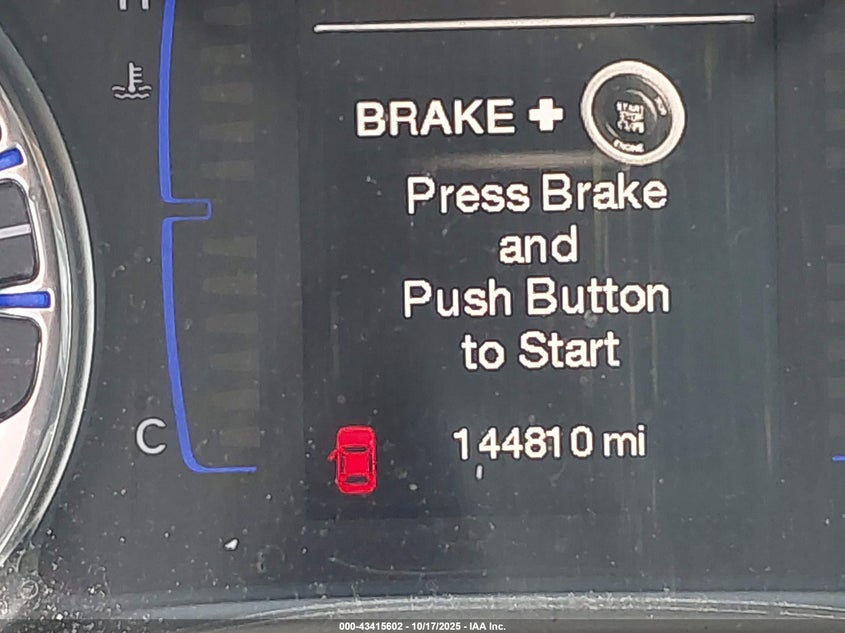 H
BRAKE + START STOP ENGINE
Press Brake
and
Push Button
to Start
C
144810 mi
000-43415602 - 10/17/2025 - IAA Inc.